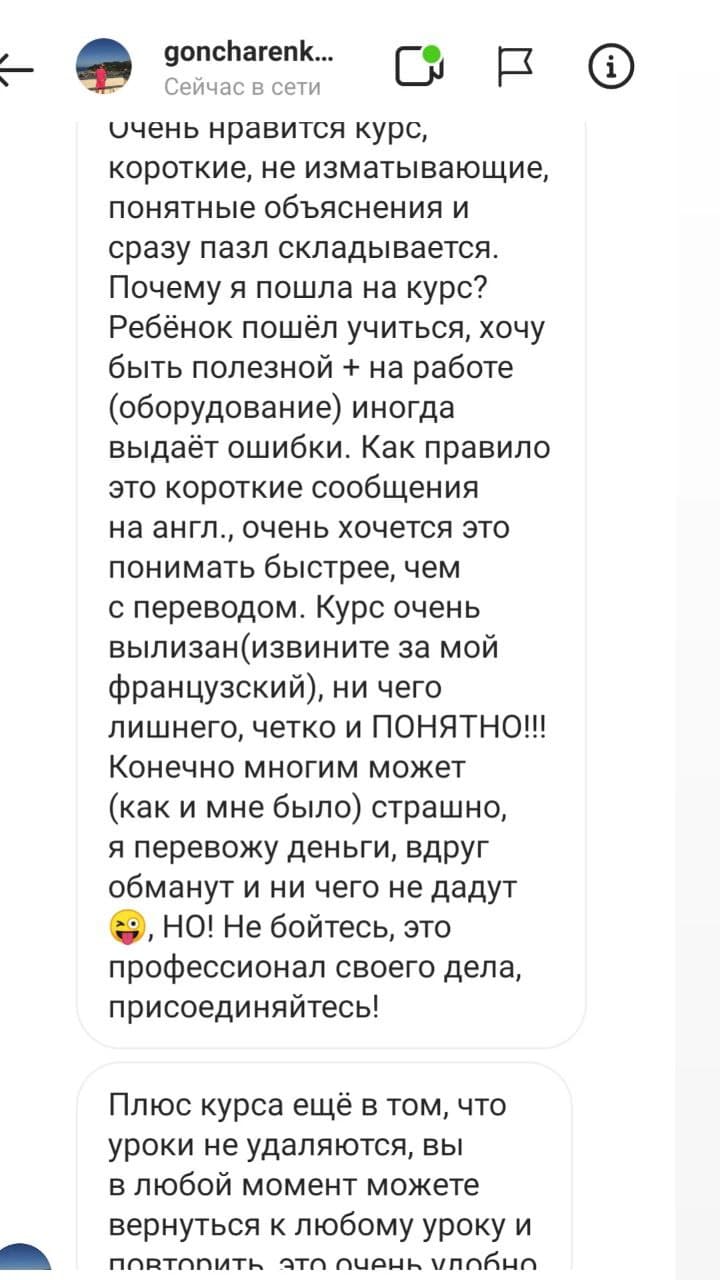 goncharenk...
Сейчас в сети
Очень нравится курс,
короткие, не изматывающие,
понятные объяснения и
сразу пазл складывается.
Почему я пошла на курс?
Ребёнок пошёл учиться, хочу
быть полезной + на работе
(оборудование) иногда
выдаёт ошибки. Как правило
это короткие сообщения
на англ., очень хочется это
понимать быстрее, чем
с переводом. Курс очень
вылизан(извините за мой
французский), ни чего
лишнего, четко и ПОНЯТНО!!!
Конечно многим может
(как и мне было) страшно,
я перевожу деньги, вдруг
обманут и ни чего не дадут
😜, НО! Не бойтесь, это
профессионал своего дела,
присоединяйтесь!
Плюс курса ещё в том, что
уроки не удаляются, вы
в любой момент можете
вернуться к любому уроку и
повторить, это очень удобно